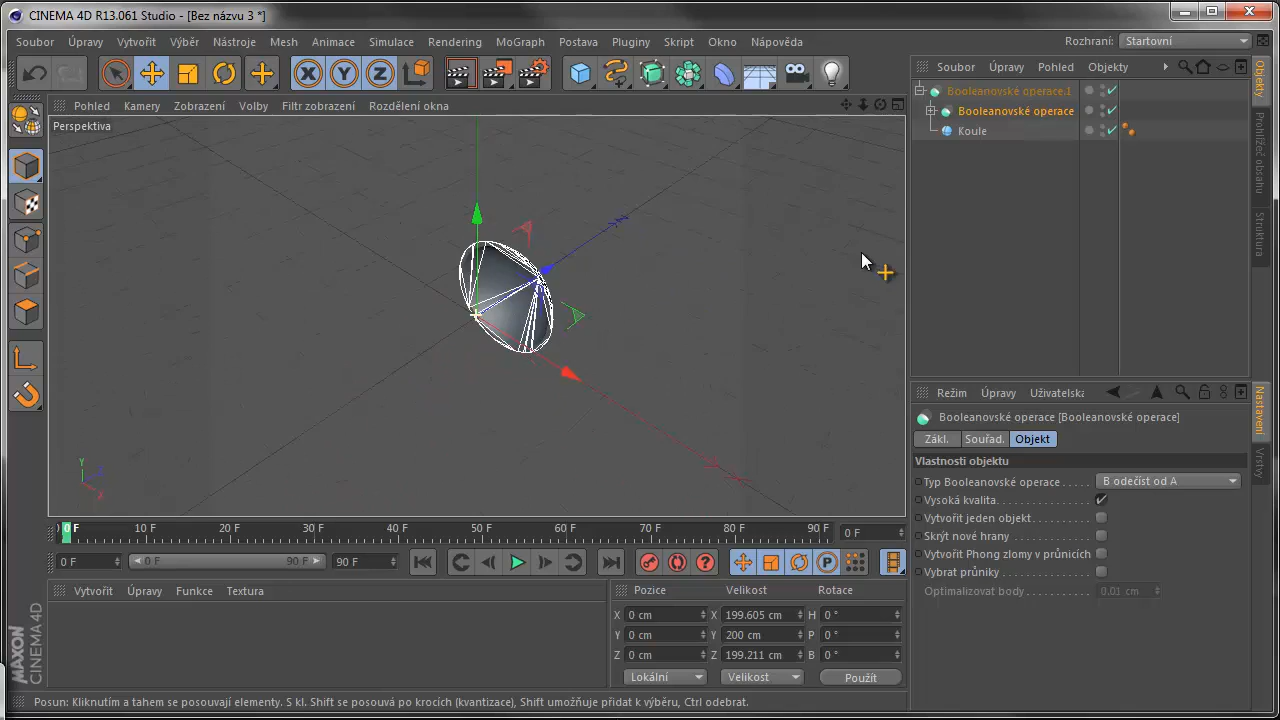 CINEMA 4D R13.061 Studio - [Bez názvu 3 *]
Soubor Úpravy Vytvořit Výběr Nástroje Mesh Animace Simulace Rendering MoGraph Postava Pluginy Skript Okno Nápověda
Rozhraní: Startovní
X Y Z
Soubor Úpravy Pohled Objekty
Pohled Kamery Zobrazení Volby Filtr zobrazení Rozdělení okna
Perspektiva
Booleanovské operace.1
Booleanovské operace
Koule
Objekty
Prohlížeč obsahu
Struktura
Režim Úpravy Uživatelska
Booleanovské operace [Booleanovské operace]
Zákl. Souřad. Objekt
Vlastnosti objektu
Typ Booleanovské operace . . . . . B odečíst od A
Vysoká kvalita. . . . . . . . . . . . . .
Vytvořit jeden objekt . . . . . . . . .
Skrýt nové hrany . . . . . . . . . . .
Vytvořit Phong zlomy v průnicích
Vybrat průniky . . . . . . . . . . . . .
Optimalizovat body. . . . . . . . . . 0.01 cm
Nastavení
Vrstvy
Y
Z
X
0 F 10 F 20 F 30 F 40 F 50 F 60 F 70 F 80 F 90 F 0 F
0 F 0 F 90 F 90 F
P
Vytvořit Úpravy Funkce Textura
Pozice Velikost Rotace
X 0 cm X 199.605 cm H 0 °
Y 0 cm Y 200 cm P 0 °
Z 0 cm Z 199.211 cm B 0 °
Lokální Velikost Použít
MAXON
CINEMA 4D
Posun: Kliknutím a tahem se posouvají elementy. S kl. Shift se posouvá po krocích (kvantizace), Shift umožňuje přidat k výběru, Ctrl odebrat.